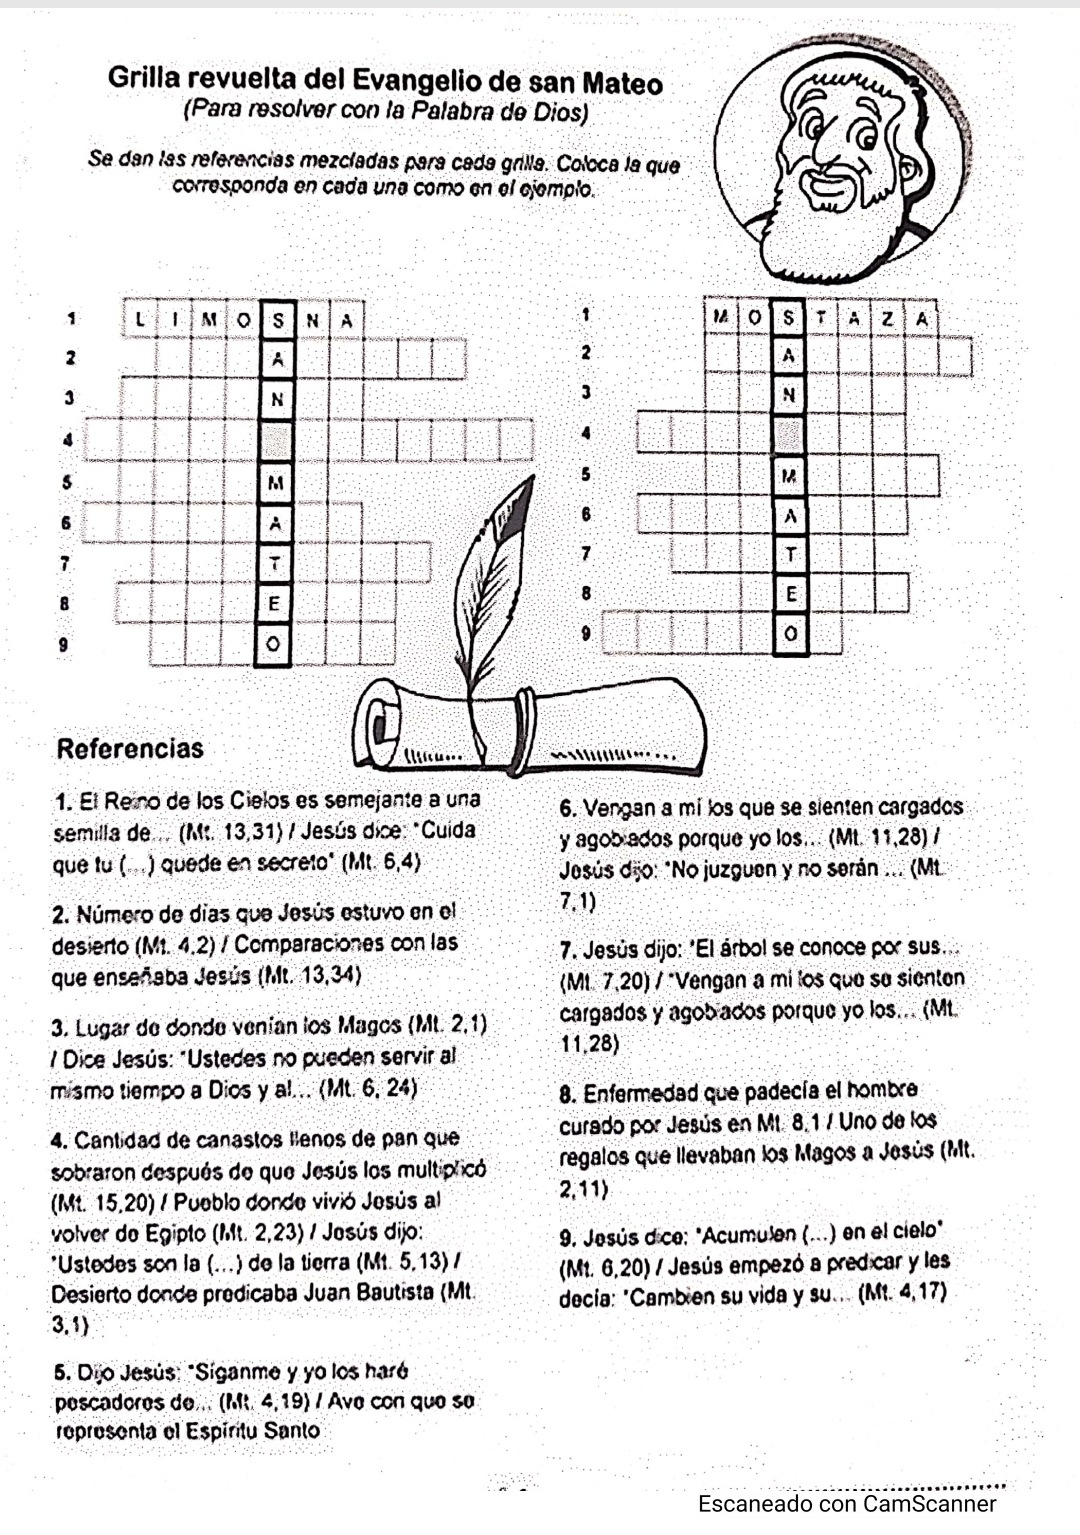 Grilla revuelta del Evangelio de san Mateo
(Para resolver con la Palabra de Dios)
Se dan las referencias mezcladas para cada grilla. Coloca la que
corresponda en cada una como en el ejemplo.
1 L I M O S N A
2 A
3 N
4
5 M
6 A
7 T
8 E
9 O
1 M O S T A Z A
2 A
3 N
4
5 M
6 A
7 T
8 E
9 O
Referencias
1. El Reino de los Cielos es semejante a una
semilla de... (Mt. 13,31) / Jesús dice: "Cuida
que tu (...) quede en secreto" (Mt. 6,4)
2. Número de días que Jesús estuvo en el
desierto (Mt. 4,2) / Comparaciones con las
que enseñaba Jesús (Mt. 13,34)
3. Lugar de donde venían los Magos (Mt. 2,1)
/ Dice Jesús: "Ustedes no pueden servir al
mismo tiempo a Dios y al... (Mt. 6, 24)
4. Cantidad de canastos llenos de pan que
sobraron después de que Jesús los multiplicó
(Mt. 15,20) / Pueblo donde vivió Jesús al
volver de Egipto (Mt. 2,23) / Jesús dijo:
"Ustedes son la (...) de la tierra (Mt. 5,13) /
Desierto donde predicaba Juan Bautista (Mt.
3,1)
5. Dijo Jesús: "Síganme y yo los haré
pescadores de... (Mt. 4,19) / Ave con que se
representa el Espíritu Santo
6. Vengan a mí los que se sienten cargados
y agobiados porque yo los... (Mt. 11,28) /
Jesús dijo: "No juzguen y no serán ... (Mt.
7,1)
7. Jesús dijo: "El árbol se conoce por sus...
(Mt. 7,20) / "Vengan a mi los que se sienten
cargados y agobiados porque yo los... (Mt.
11,28)
8. Enfermedad que padecía el hombre
curado por Jesús en Mt. 8,1 / Uno de los
regalos que llevaban los Magos a Jesús (Mt.
2,11)
9. Jesús dice: "Acumulen (...) en el cielo"
(Mt. 6,20) / Jesús empezó a predicar y les
decía: "Cambien su vida y su... (Mt. 4,17)
Escaneado con CamScanner